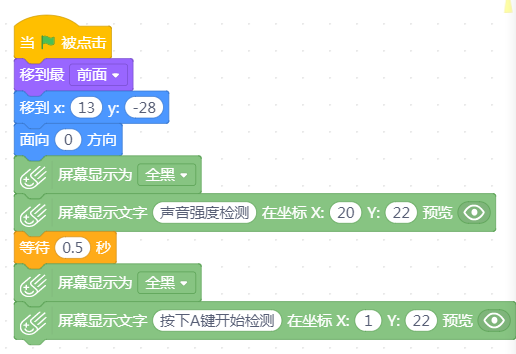 当 被点击
移到最 前面
移到 x: 13 y: -28
面向 0 方向
屏幕显示为 全黑
屏幕显示文字 声音强度检测 在坐标 X: 20 Y: 22 预览
等待 0.5 秒
屏幕显示为 全黑
屏幕显示文字 按下A键开始检测 在坐标 X: 1 Y: 22 预览